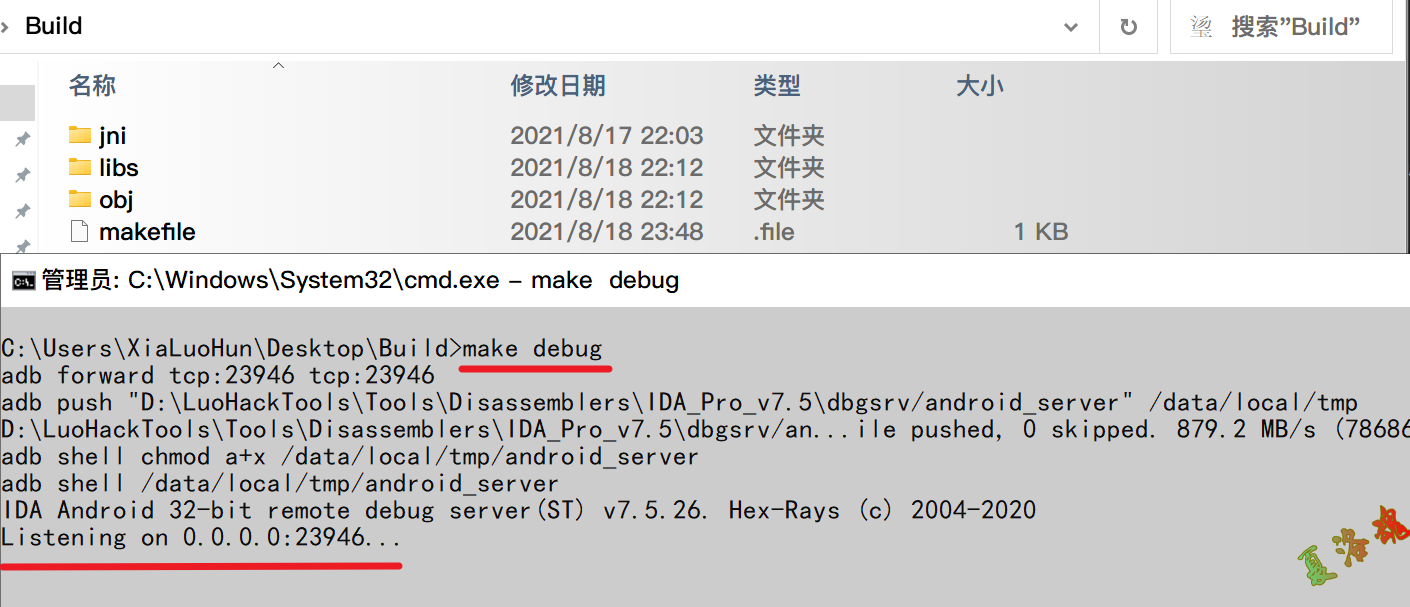 Build
搜索"Build"
名称 修改日期 类型 大小
jni 2021/8/17 22:03 文件夹
libs 2021/8/18 22:12 文件夹
obj 2021/8/18 22:12 文件夹
makefile 2021/8/18 23:48 .file 1 KB
管理员: C:\Windows\System32\cmd.exe - make debug
C:\Users\XiaLuoHun\Desktop\Build>make debug
adb forward tcp:23946 tcp:23946
adb push "D:\LuoHackTools\Tools\Disassemblers\IDA_Pro_v7.5\dbgsrv/android_server" /data/local/tmp
D:\LuoHackTools\Tools\Disassemblers\IDA_Pro_v7.5\dbgsrv/an...ile pushed, 0 skipped. 879.2 MB/s (78686
adb shell chmod a+x /data/local/tmp/android_server
adb shell /data/local/tmp/android_server
IDA Android 32-bit remote debug server(ST) v7.5.26. Hex-Rays (c) 2004-2020
Listening on 0.0.0.0:23946...